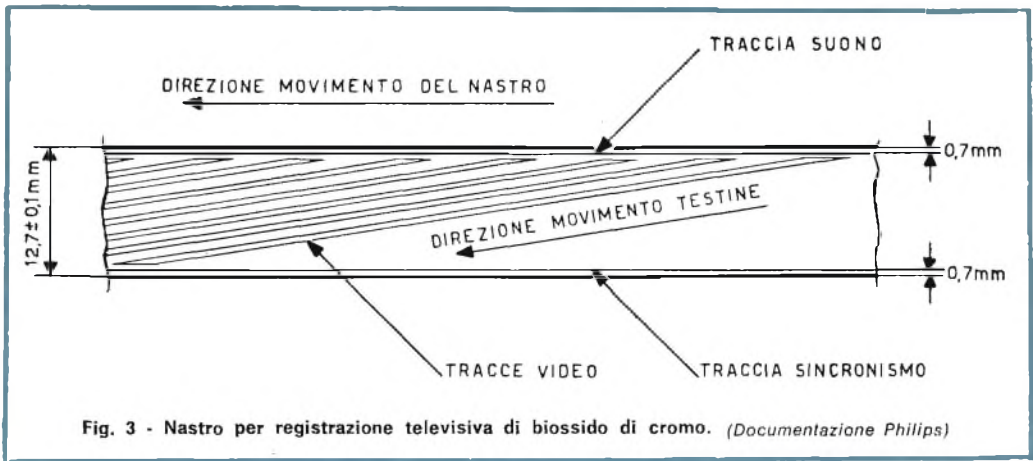 TRACCIA SUONO
DIREZIONE MOVIMENTO DEL NASTRO
0,7mm
12,7±0,1mm
DIREZIONE MOVIMENTO TESTINE
0,7mm
TRACCE VIDEO
TRACCIA SINCRONISMO
Fig. 3 - Nastro per registrazione televisiva di biossido di cromo. (Documentazione Philips)